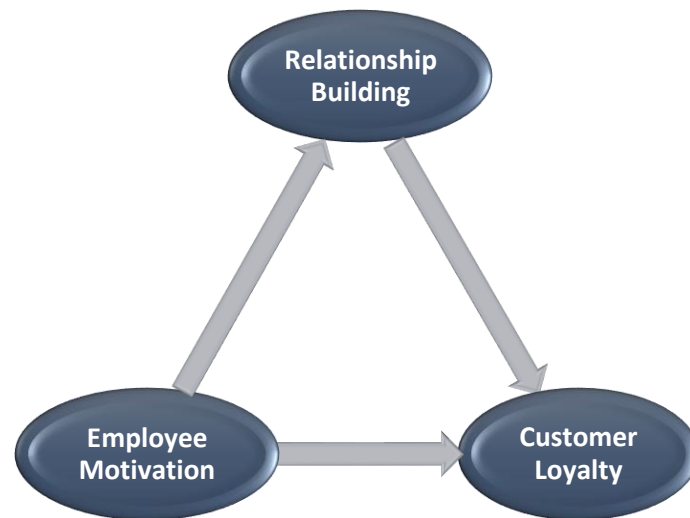 Relationship
Building
Employee
Motivation
Customer
Loyalty